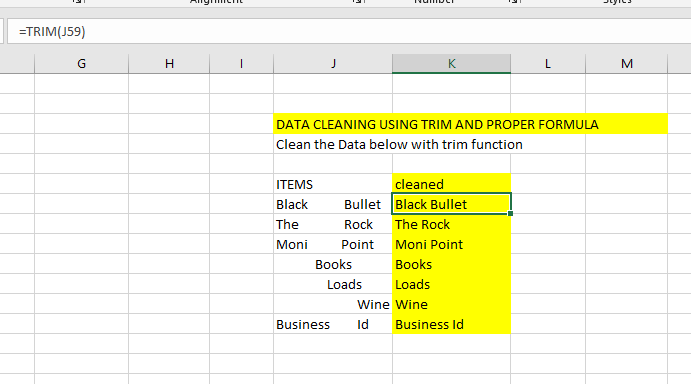 Alignment Number Styles
=TRIM(J59)
G H I J K L M
DATA CLEANING USING TRIM AND PROPER FORMULA
Clean the Data below with trim function
ITEMS cleaned
Black Bullet Black Bullet
The Rock The Rock
Moni Point Moni Point
Books Books
Loads Loads
Wine Wine
Business Id Business Id